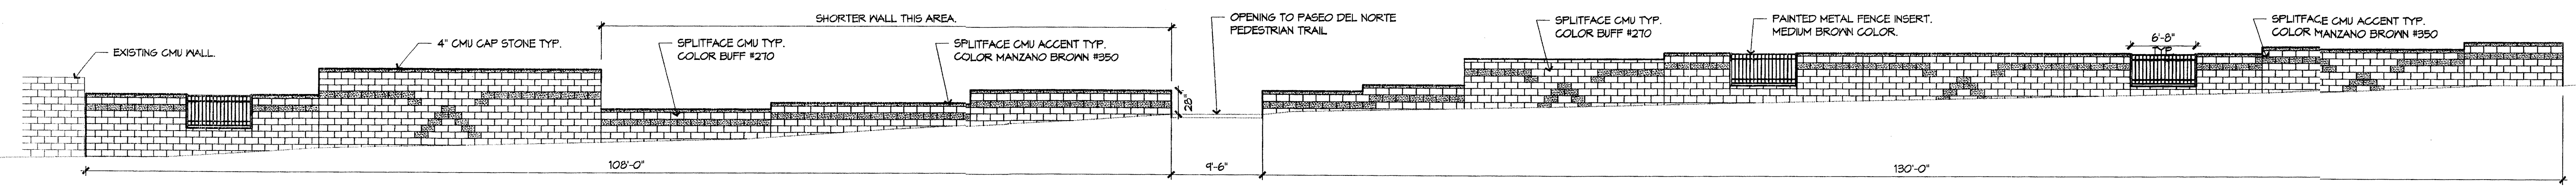 EXISTING CMU WALL.
4" CMU CAP STONE TYP.
SHORTER WALL THIS AREA.
SPLITFACE CMU TYP.
COLOR BUFF #270
SPLITFACE CMU ACCENT TYP.
COLOR MANZANO BROWN #350
28"
OPENING TO PASEO DEL NORTE
PEDESTRIAN TRAIL
SPLITFACE CMU TYP.
COLOR BUFF #270
PAINTED METAL FENCE INSERT.
MEDIUM BROWN COLOR.
6'-8"
TYP
SPLITFACE CMU ACCENT TYP.
COLOR MANZANO BROWN #350
108'-0"
9'-6"
130'-0"